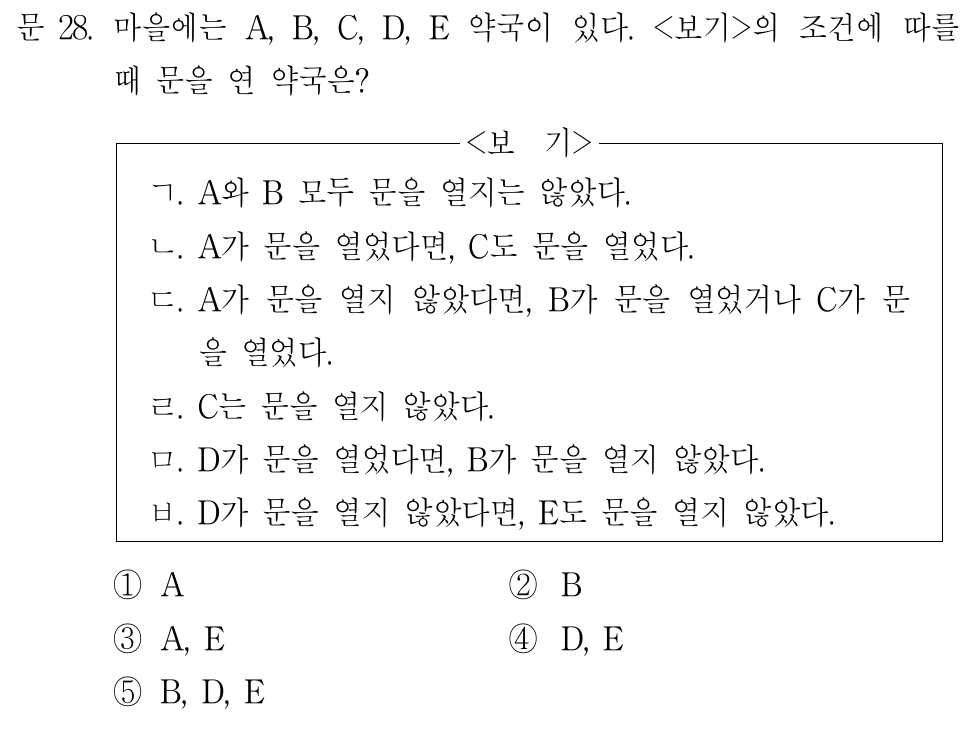 문 28. 마을에는 A, B, C, D, E 약국이 있다. <보기>의 조건에 따를
때 문을 연 약국은?
<보 기>
ㄱ. A와 B 모두 문을 열지는 않았다.
ㄴ. A가 문을 열었다면, C도 문을 열었다.
ㄷ. A가 문을 열지 않았다면, B가 문을 열었거나 C가 문
을 열었다.
ㄹ. C는 문을 열지 않았다.
ㅁ. D가 문을 열었다면, B가 문을 열지 않았다.
ㅂ. D가 문을 열지 않았다면, E도 문을 열지 않았다.
① A ② B
③ A, E ④ D, E
⑤ B, D, E